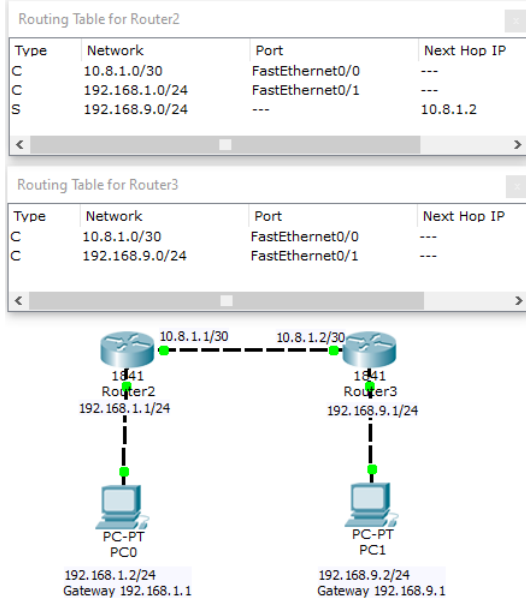 Routing Table for Router2
Type Network Port Next Hop IP
C 10.8.1.0/30 FastEthernet0/0 ---
C 192.168.1.0/24 FastEthernet0/1 ---
S 192.168.9.0/24 --- 10.8.1.2
Routing Table for Router3
Type Network Port Next Hop IP
C 10.8.1.0/30 FastEthernet0/0 ---
C 192.168.9.0/24 FastEthernet0/1 ---
10.8.1.1/30 10.8.1.2/30
1841 1841
Router2 Router3
192.168.1.1/24 192.168.9.1/24
PC-PT PC-PT
PC0 PC1
192.168.1.2/24 192.168.9.2/24
Gateway 192.168.1.1 Gateway 192.168.9.1